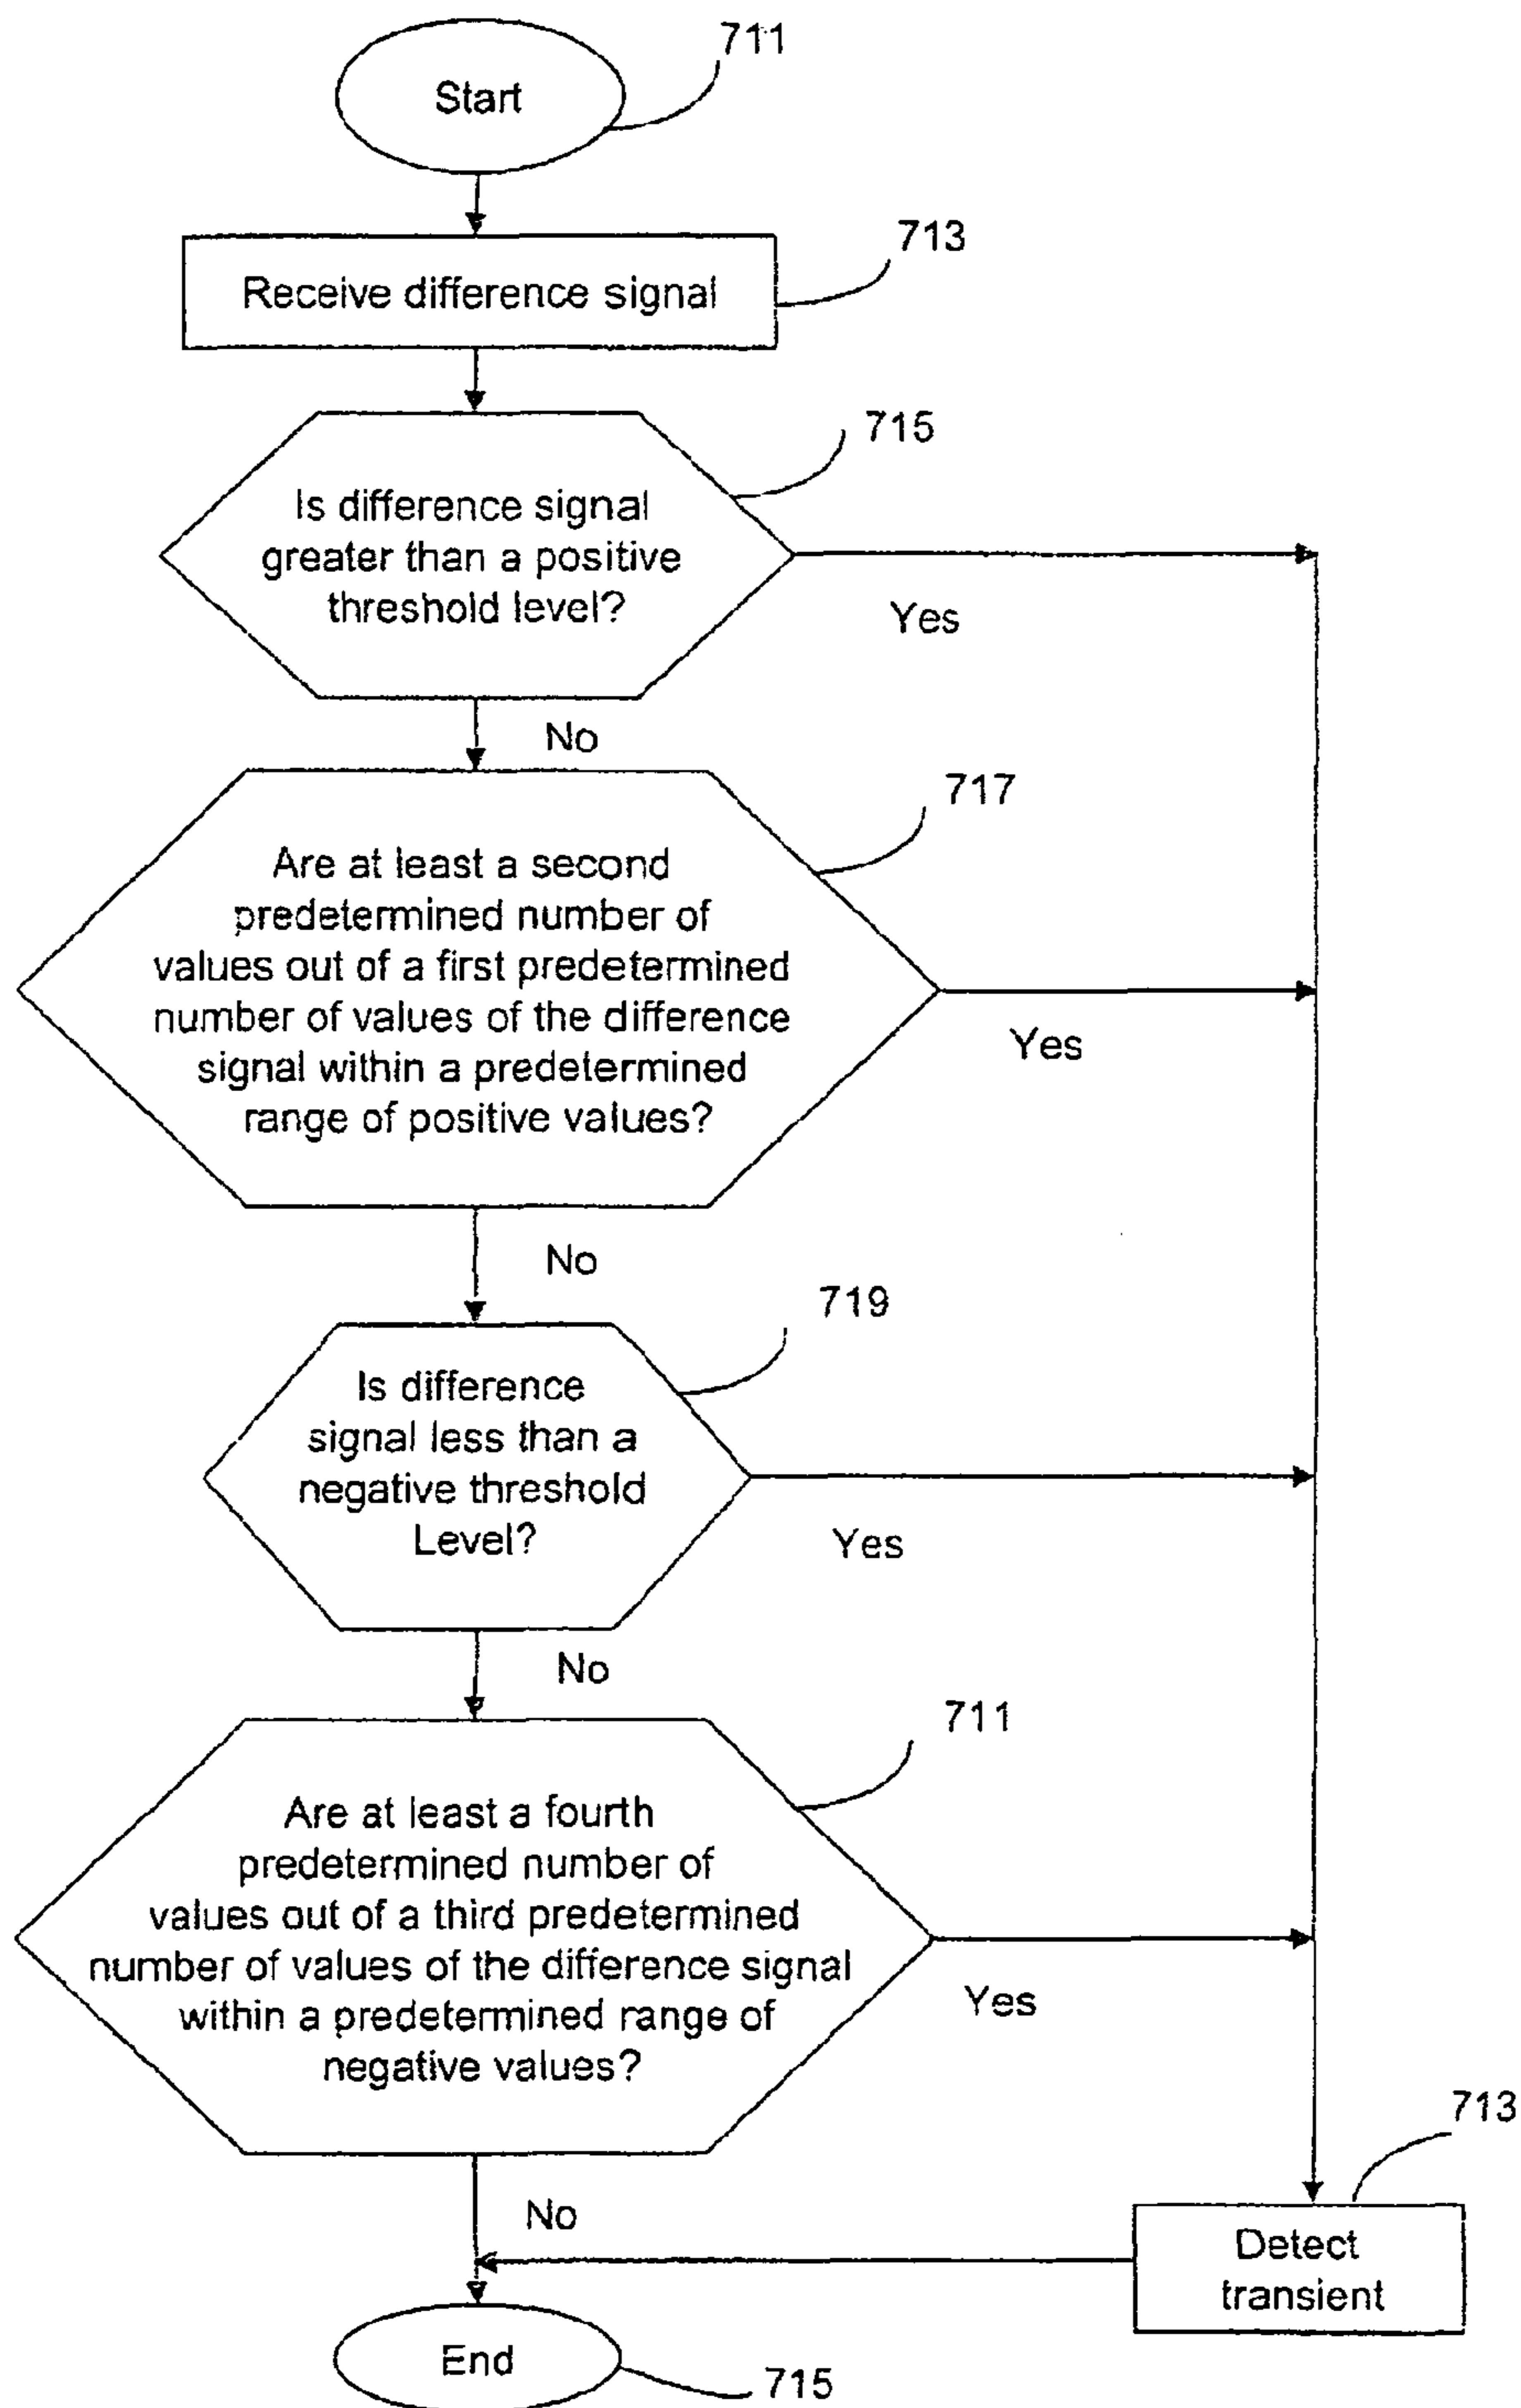 711
Start
713
Receive difference signal
715
Is difference signal
greater than a positive
threshold level?
Yes
No
717
Are at least a second
predetermined number of
values out of a first predetermined
number of values of the difference
signal within a predetermined
range of positive values?
Yes
No
719
Is difference
signal less than a
negative threshold
Level?
Yes
No
711
Are at least a fourth
predetermined number of
values out of a third predetermined
number of values of the difference signal
within a predetermined range of
negative values?
Yes
713
No
Detect
transient
End
715